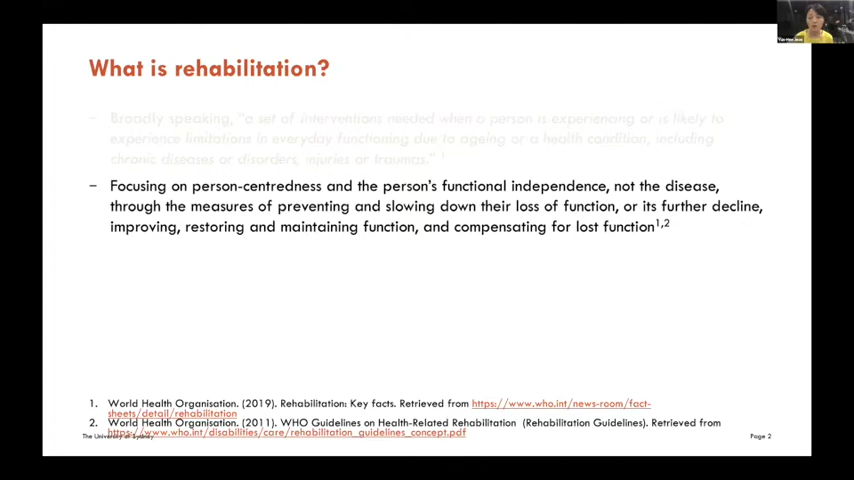 What is rehabilitation?
– Broadly speaking, "a set of interventions needed when a person is experiencing or is likely to
experience limitations in everyday functioning due to ageing or a health condition, including
chronic diseases or disorders, injuries or traumas." 1
– Focusing on person-centredness and the person's functional independence, not the disease,
through the measures of preventing and slowing down their loss of function, or its further decline,
improving, restoring and maintaining function, and compensating for lost function1,2
1. World Health Organisation. (2019). Rehabilitation: Key facts. Retrieved from https://www.who.int/news-room/fact-
sheets/detail/rehabilitation
2. World Health Organisation. (2011). WHO Guidelines on Health-Related Rehabilitation (Rehabilitation Guidelines). Retrieved from
https://www.who.int/disabilities/care/rehabilitation_guidelines_concept.pdf
The University of Sydney
Page 2